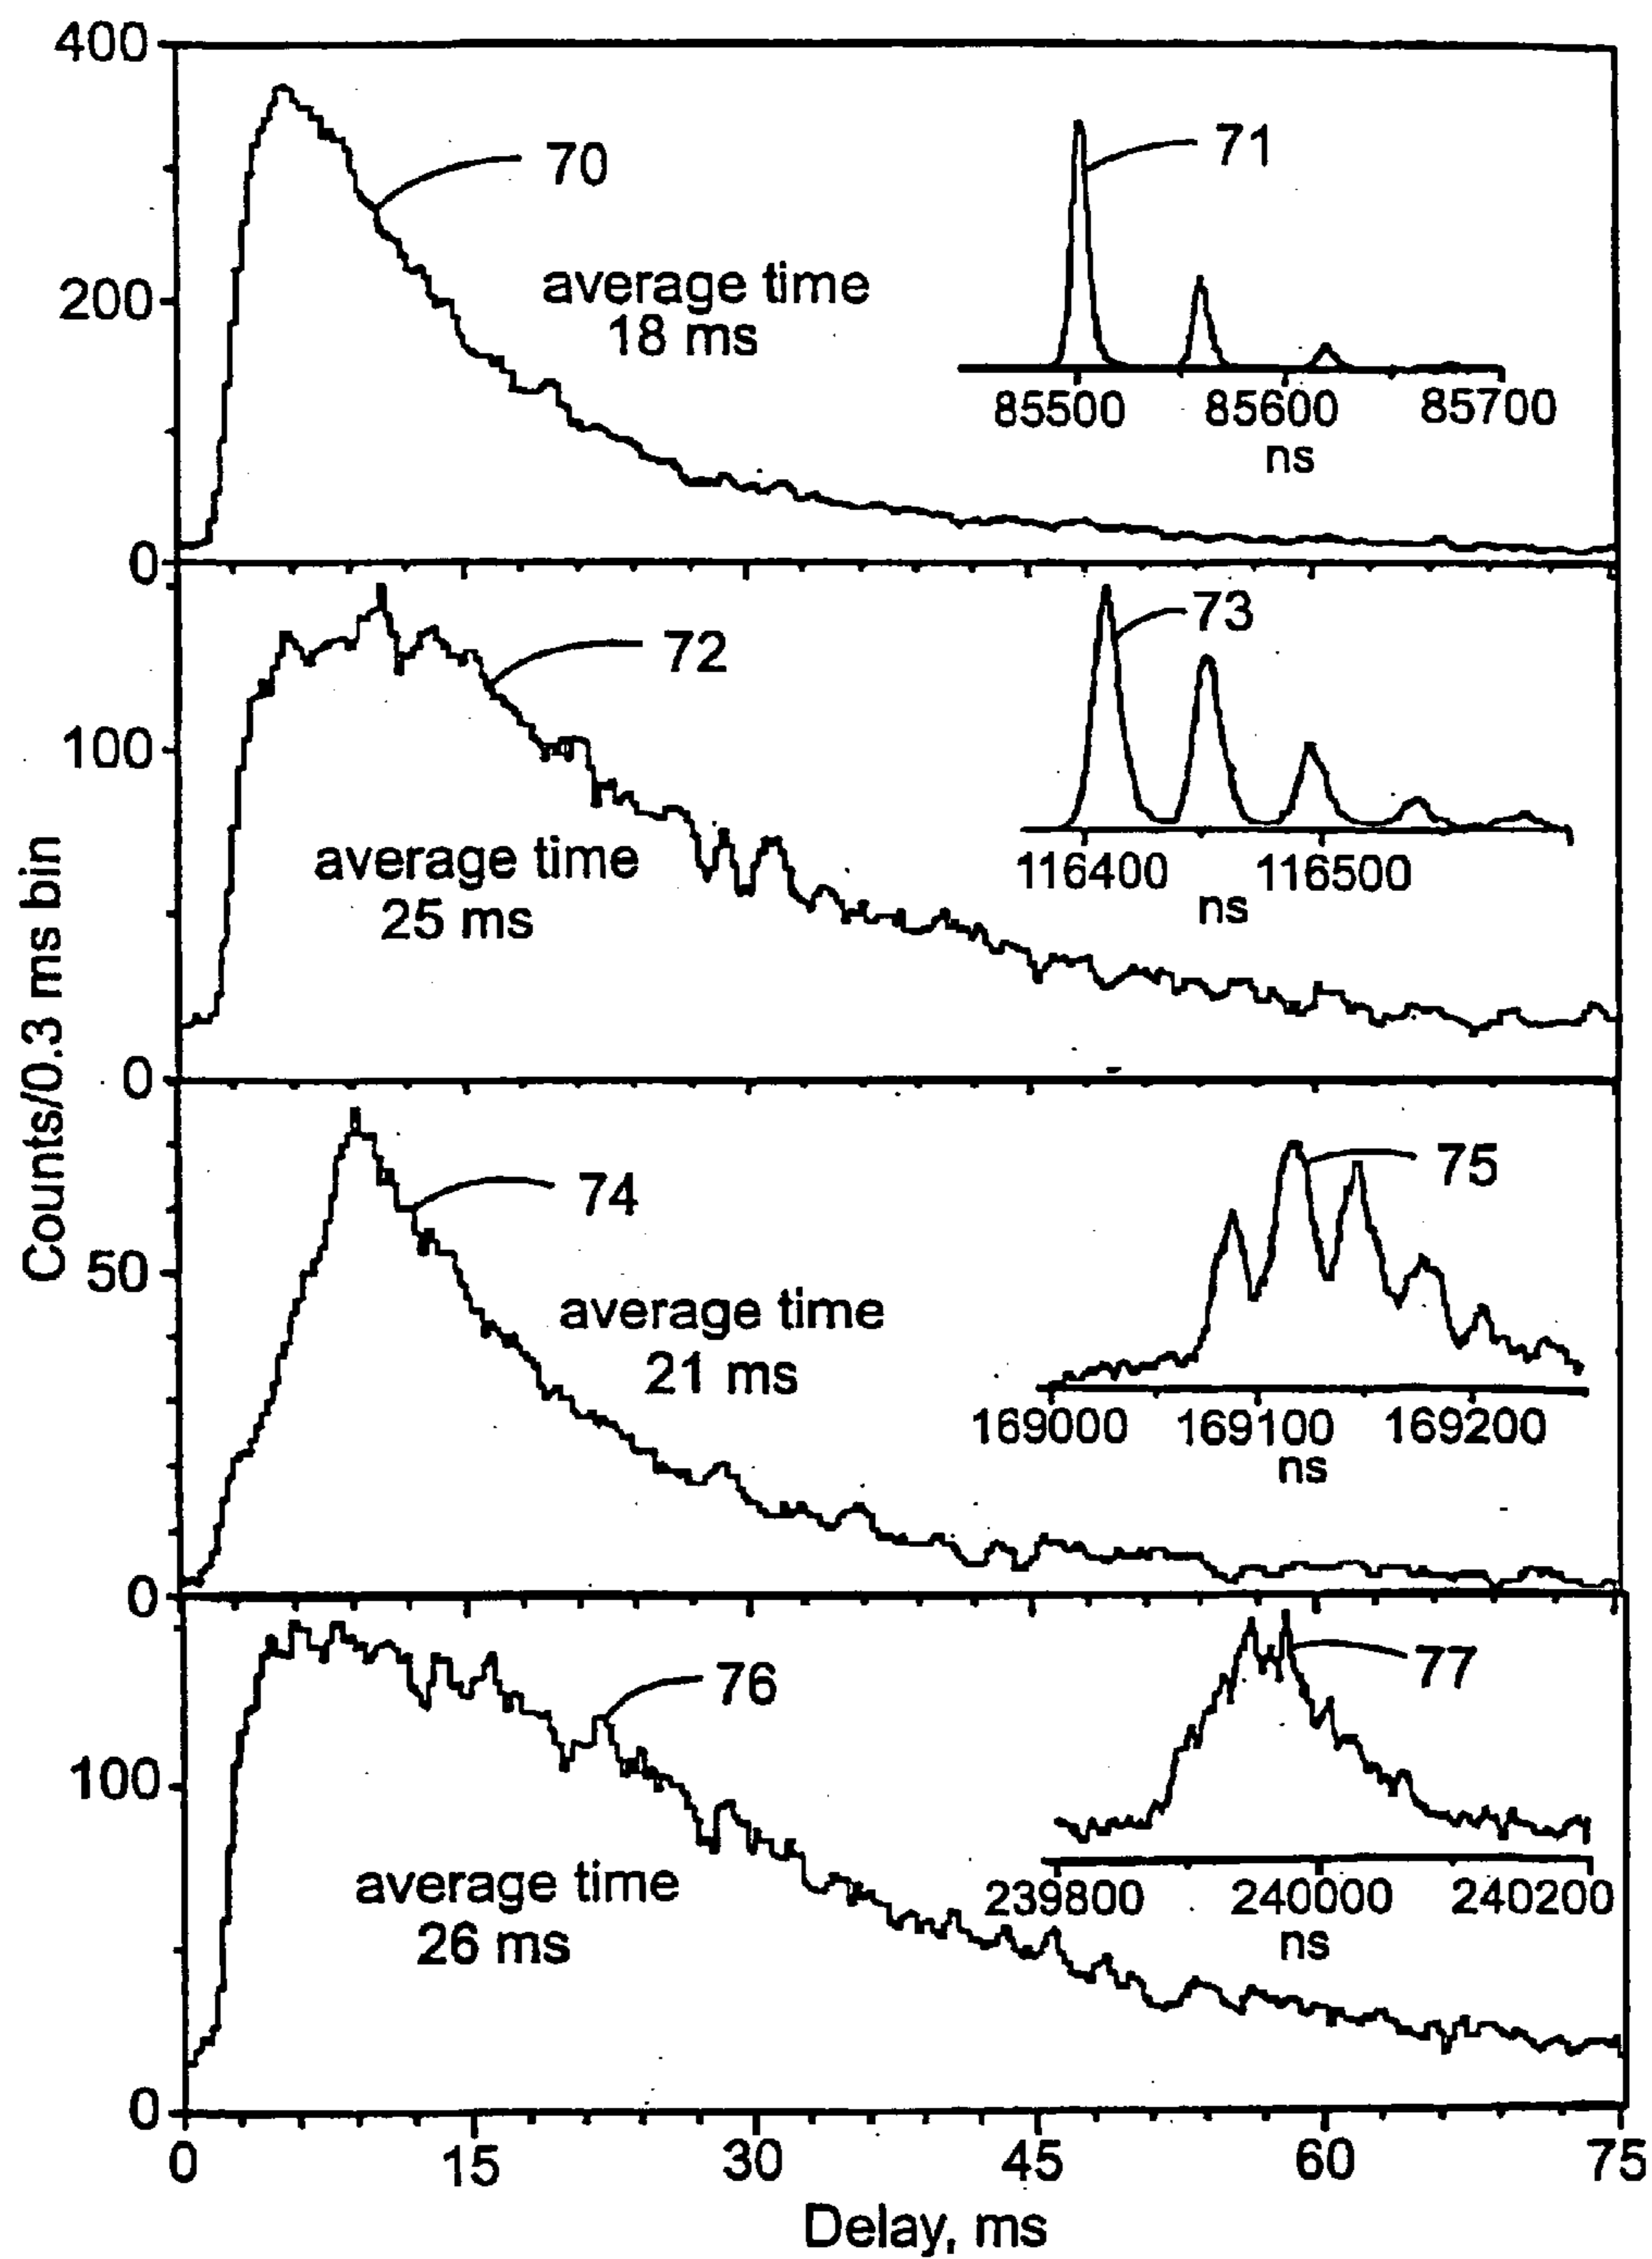 400
200
0
70
average time
18 ms
71
85500 85600 85700
ns
100
0
72
average time
25 ms
73
116400 116500
ns
Counts/0.3 ms bin
50
0
74
average time
21 ms
75
169000 169100 169200
ns
100
0
76
average time
26 ms
77
239800 240000 240200
ns
0 15 30 45 60 75
Delay, ms